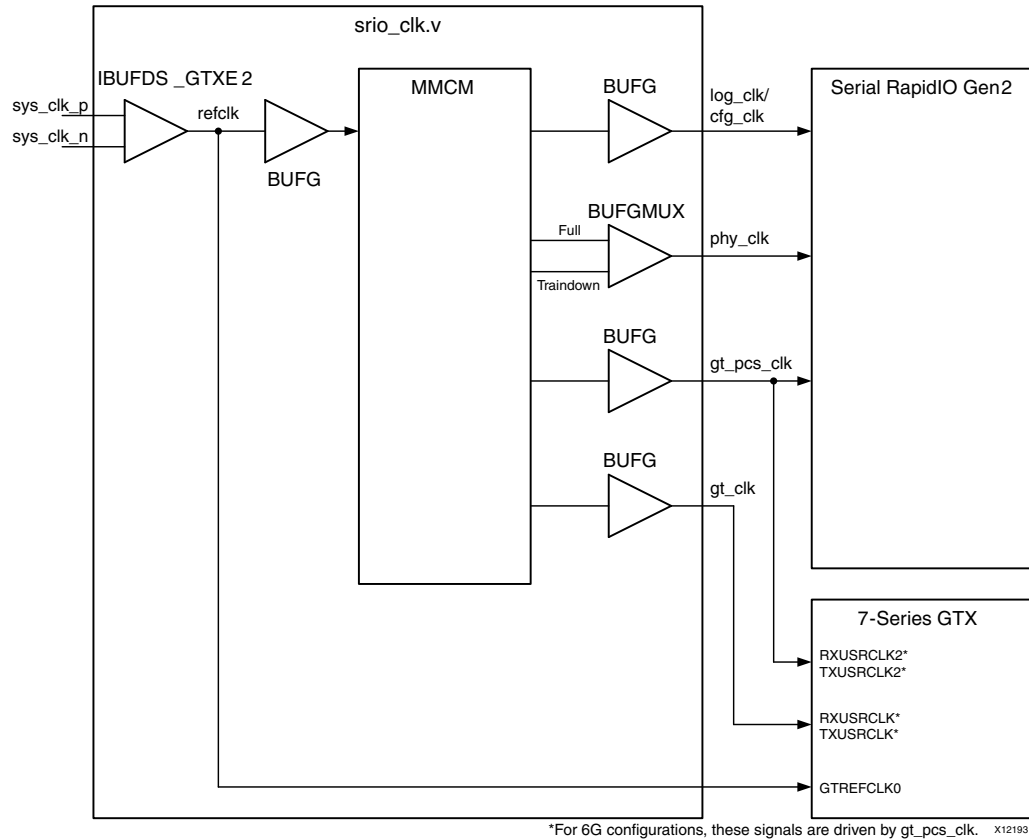 srio_clk.v
IBUFDS _GTXE 2
sys_clk_p
sys_clk_n
refclk
BUFG
MMCM
BUFG
log_clk/
cfg_clk
Serial RapidIO Gen2
BUFGMUX
Full
Traindown
phy_clk
BUFG
gt_pcs_clk
BUFG
gt_clk
7-Series GTX
RXUSRCLK2*
TXUSRCLK2*
RXUSRCLK*
TXUSRCLK*
GTREFCLK0
*For 6G configurations, these signals are driven by gt_pcs_clk.
X12193